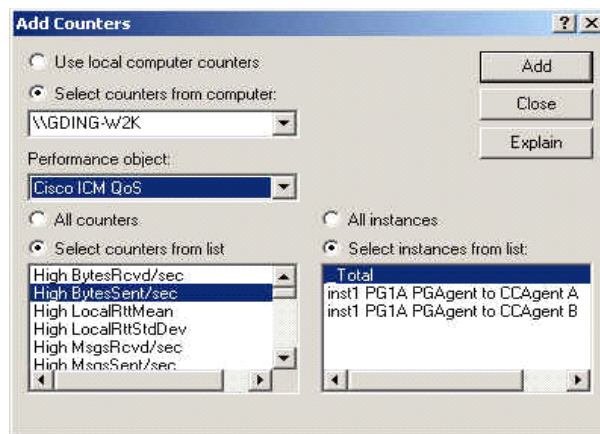 Add Counters
Use local computer counters
Select counters from computer:
\\GDING-W2K
Performance object:
Cisco ICM QoS
All counters
Select counters from list
High BytesRcvd/sec
High BytesSent/sec
High LocalRttMean
High LocalRttStdDev
High MsgsRcvd/sec
High MsgsSent/sec
All instances
Select instances from list:
_Total
inst1 PG1A PGAgent to CCAgent A
inst1 PG1A PGAgent to CCAgent B
Add
Close
Explain